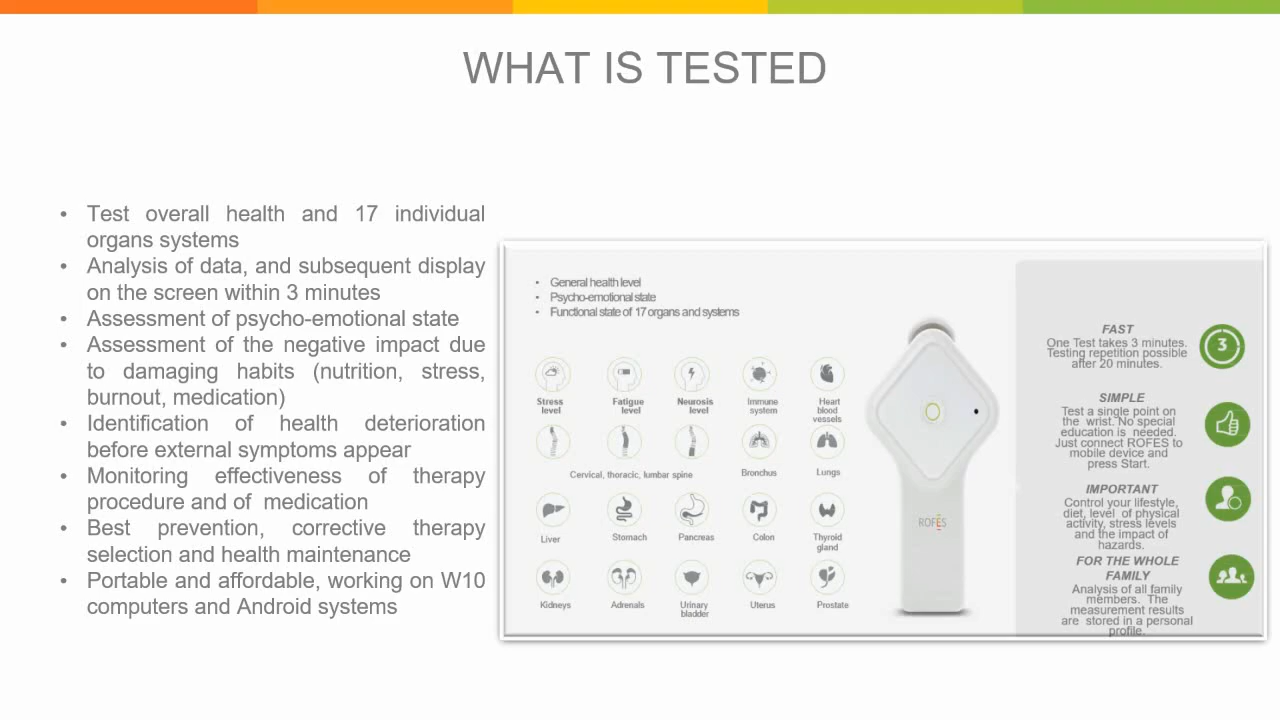 WHAT IS TESTED
• Test overall health and 17 individual
organs systems
• Analysis of data, and subsequent display
on the screen within 3 minutes
• Assessment of psycho-emotional state
• Assessment of the negative impact due
to damaging habits (nutrition, stress,
burnout, medication)
• Identification of health deterioration
before external symptoms appear
• Monitoring effectiveness of therapy
procedure and of medication
• Best prevention, corrective therapy
selection and health maintenance
• Portable and affordable, working on W10
computers and Android systems
• General health level
• Psycho-emotional state
• Functional state of 17 organs and systems
Stress
level
Fatigue
level
Neurosis
level
Immune
system
Heart
blood
vessels
Cervical, thoracic, lumbar spine
Bronchus
Lungs
Liver
Stomach
Pancreas
Colon
Thyroid
gland
Kidneys
Adrenals
Urinary
bladder
Uterus
Prostate
ROFES
FAST
One Test takes 3 minutes.
Testing repetition possible
after 20 minutes.
3
SIMPLE
Test a single point on
the wrist. No special
education is needed.
Just connect ROFES to
mobile device and
press Start.
IMPORTANT
Control your lifestyle,
diet, level of physical
activity, stress levels
and the impact of
hazards.
FOR THE WHOLE
FAMILY
Analysis of all family
members. The
measurement results
are stored in a personal
profile.